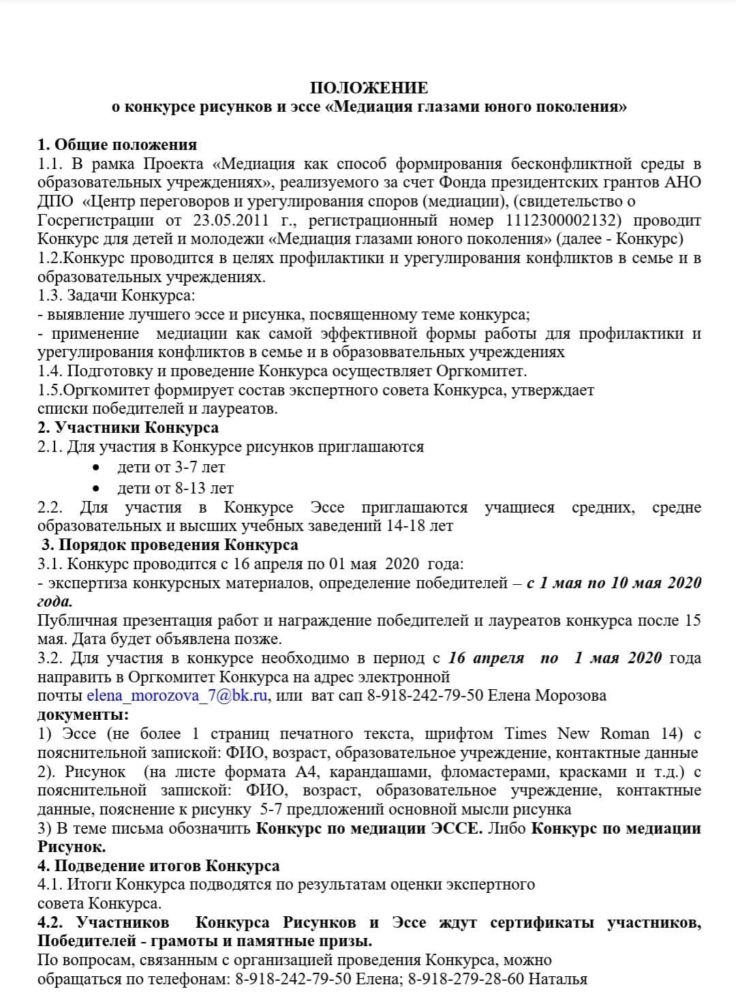 ПОЛОЖЕНИЕ
о конкурсе рисунков и эссе «Медиация глазами юного поколения»
1. Общие положения
1.1. В рамка Проекта «Медиация как способ формирования бесконфликтной среды в
образовательных учреждениях», реализуемого за счет Фонда президентских грантов АНО
ДПО «Центр переговоров и урегулирования споров (медиации), (свидетельство о
Госрегистрации от 23.05.2011 г., регистрационный номер 1112300002132) проводит
Конкурс для детей и молодежи «Медиация глазами юного поколения» (далее - Конкурс)
1.2.Конкурс проводится в целях профилактики и урегулирования конфликтов в семье и в
образовательных учреждениях.
1.3. Задачи Конкурса:
- выявление лучшего эссе и рисунка, посвященному теме конкурса;
- применение медиации как самой эффективной формы работы для профилактики и
урегулирования конфликтов в семье и в образоввательных учреждениях
1.4. Подготовку и проведение Конкурса осуществляет Оргкомитет.
1.5.Оргкомитет формирует состав экспертного совета Конкурса, утверждает
списки победителей и лауреатов.
2. Участники Конкурса
2.1. Для участия в Конкурсе рисунков приглашаются
• дети от 3-7 лет
• дети от 8-13 лет
2.2. Для участия в Конкурсе Эссе приглашаются учащиеся средних, средне
образовательных и высших учебных заведений 14-18 лет
3. Порядок проведения Конкурса
3.1. Конкурс проводится с 16 апреля по 01 мая 2020 года:
- экспертиза конкурсных материалов, определение победителей – с 1 мая по 10 мая 2020
года.
Публичная презентация работ и награждение победителей и лауреатов конкурса после 15
мая. Дата будет объявлена позже.
3.2. Для участия в конкурсе необходимо в период с 16 апреля по 1 мая 2020 года
направить в Оргкомитет Конкурса на адрес электронной
почты elena_morozova_7@bk.ru, или ват сап 8-918-242-79-50 Елена Морозова
документы:
1) Эссе (не более 1 страниц печатного текста, шрифтом Times New Roman 14) с
пояснительной запиской: ФИО, возраст, образовательное учреждение, контактные данные
2). Рисунок (на листе формата А4, карандашами, фломастерами, красками и т.д.) с
пояснительной запиской: ФИО, возраст, образовательное учреждение, контактные
данные, пояснение к рисунку 5-7 предложений основной мысли рисунка
3) В теме письма обозначить Конкурс по медиации ЭССЕ. Либо Конкурс по медиации
Рисунок.
4. Подведение итогов Конкурса
4.1. Итоги Конкурса подводятся по результатам оценки экспертного
совета Конкурса.
4.2. Участников Конкурса Рисунков и Эссе ждут сертификаты участников,
Победителей - грамоты и памятные призы.
По вопросам, связанным с организацией проведения Конкурса, можно
обращаться по телефонам: 8-918-242-79-50 Елена; 8-918-279-28-60 Наталья